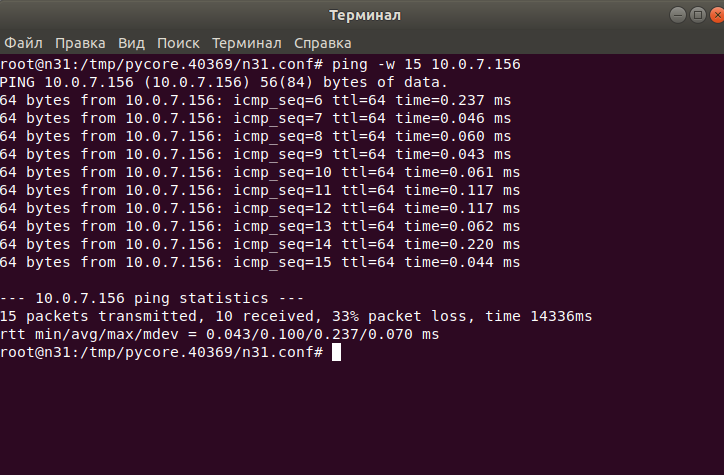 Терминал
Файл Правка Вид Поиск Терминал Справка
root@n31:/tmp/pycore.40369/n31.conf# ping -w 15 10.0.7.156
PING 10.0.7.156 (10.0.7.156) 56(84) bytes of data.
64 bytes from 10.0.7.156: icmp_seq=6 ttl=64 time=0.237 ms
64 bytes from 10.0.7.156: icmp_seq=7 ttl=64 time=0.046 ms
64 bytes from 10.0.7.156: icmp_seq=8 ttl=64 time=0.060 ms
64 bytes from 10.0.7.156: icmp_seq=9 ttl=64 time=0.043 ms
64 bytes from 10.0.7.156: icmp_seq=10 ttl=64 time=0.061 ms
64 bytes from 10.0.7.156: icmp_seq=11 ttl=64 time=0.117 ms
64 bytes from 10.0.7.156: icmp_seq=12 ttl=64 time=0.117 ms
64 bytes from 10.0.7.156: icmp_seq=13 ttl=64 time=0.062 ms
64 bytes from 10.0.7.156: icmp_seq=14 ttl=64 time=0.220 ms
64 bytes from 10.0.7.156: icmp_seq=15 ttl=64 time=0.044 ms
--- 10.0.7.156 ping statistics ---
15 packets transmitted, 10 received, 33% packet loss, time 14336ms
rtt min/avg/max/mdev = 0.043/0.100/0.237/0.070 ms
root@n31:/tmp/pycore.40369/n31.conf#